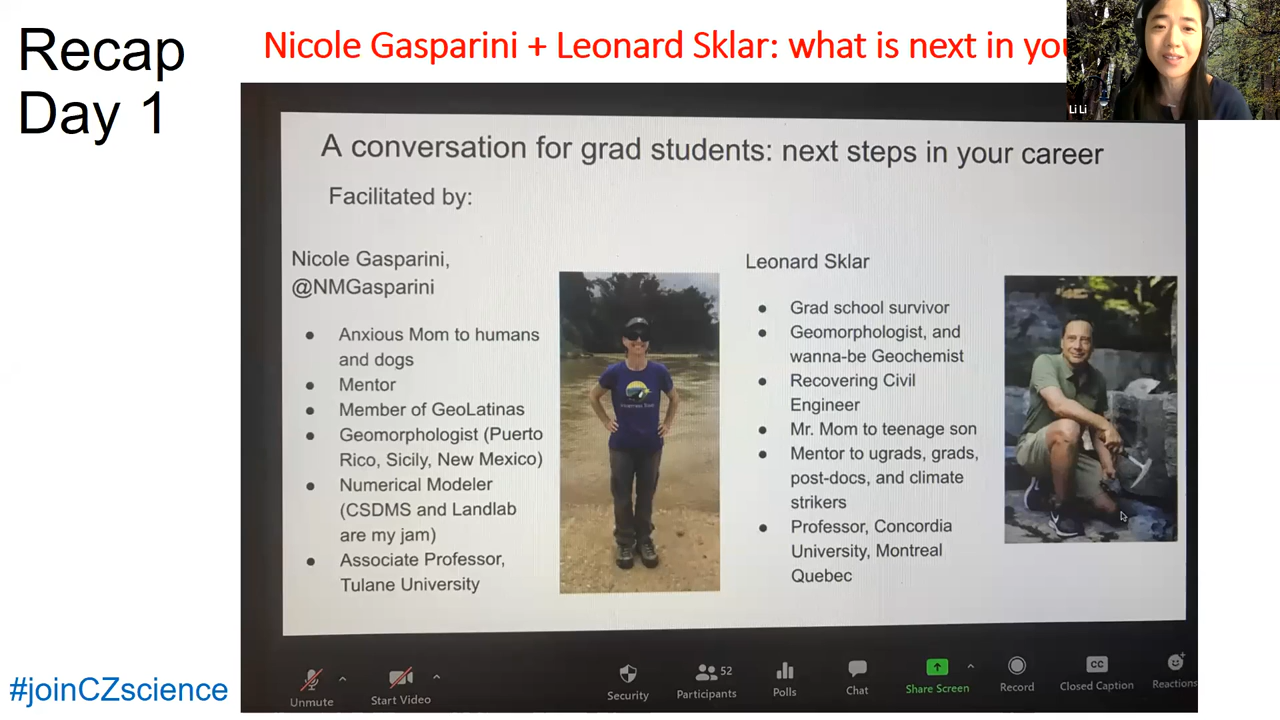 Recap
Day 1
Nicole Gasparini + Leonard Sklar: what is next in you
Li Li
A conversation for grad students: next steps in your career
Facilitated by:
Nicole Gasparini,
@NMGasparini
Anxious Mom to humans
and dogs
Mentor
Member of GeoLatinas
Geomorphologist (Puerto
Rico, Sicily, New Mexico)
Numerical Modeler
(CSDMS and Landlab
are my jam)
Associate Professor,
Tulane University
Leonard Sklar
Grad school survivor
Geomorphologist, and
wanna-be Geochemist
Recovering Civil
Engineer
Mr. Mom to teenage son
Mentor to ugrads, grads,
post-docs, and climate
strikers
Professor, Concordia
University, Montreal
Quebec
#joinCZscience
Unmute
Start Video
Security
52
Participants
Polls
Chat
Share Screen
Record
CC
Closed Caption
Reactions